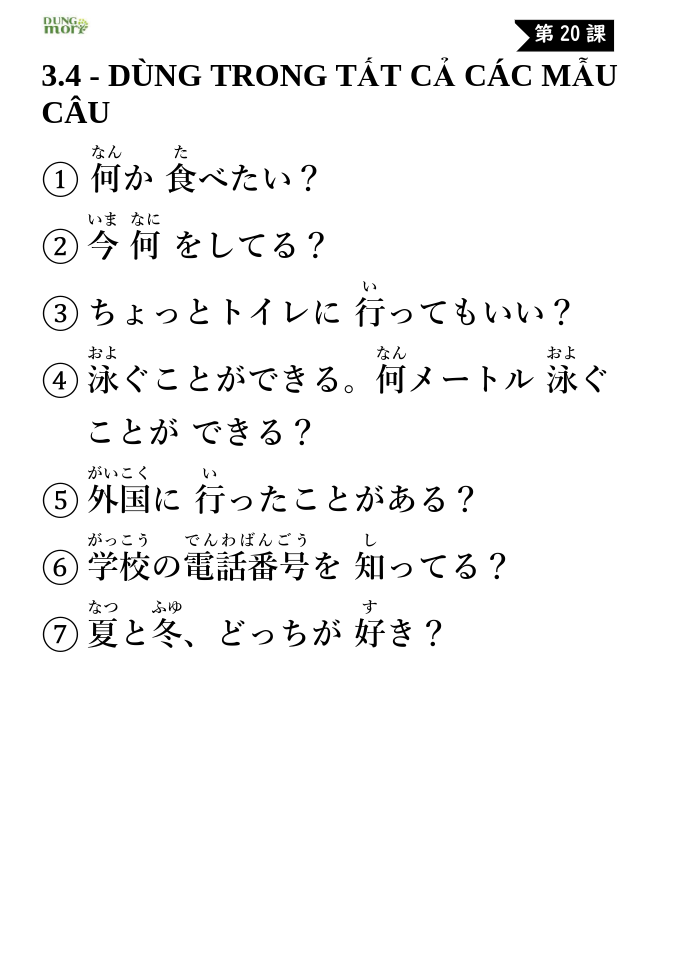 DUNG
mori
第 20 課
3.4 - DÙNG TRONG TẤT CẢ CÁC MẪU
CÂU
なん た
① 何か 食べたい？
いま なに
② 今 何 をしてる？
い
③ ちょっとトイレに 行ってもいい？
およ なん およ
④ 泳ぐことができる。何メートル 泳ぐ
ことが できる？
がいこく い
⑤ 外国に 行ったことがある？
がっこう でんわばんごう し
⑥ 学校の電話番号を 知ってる？
なつ ふゆ す
⑦ 夏と冬、どっちが 好き？